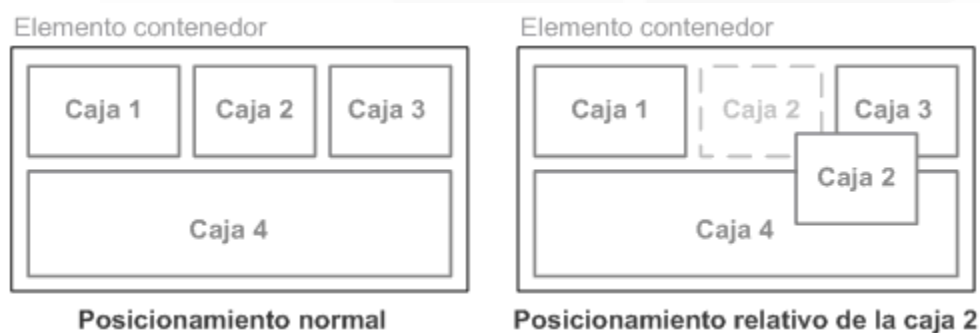 Elemento contenedor
Caja 1
Caja 2
Caja 3
Caja 4
Posicionamiento normal
Elemento contenedor
Caja 1
Caja 2
Caja 3
Caja 2
Caja 4
Posicionamiento relativo de la caja 2